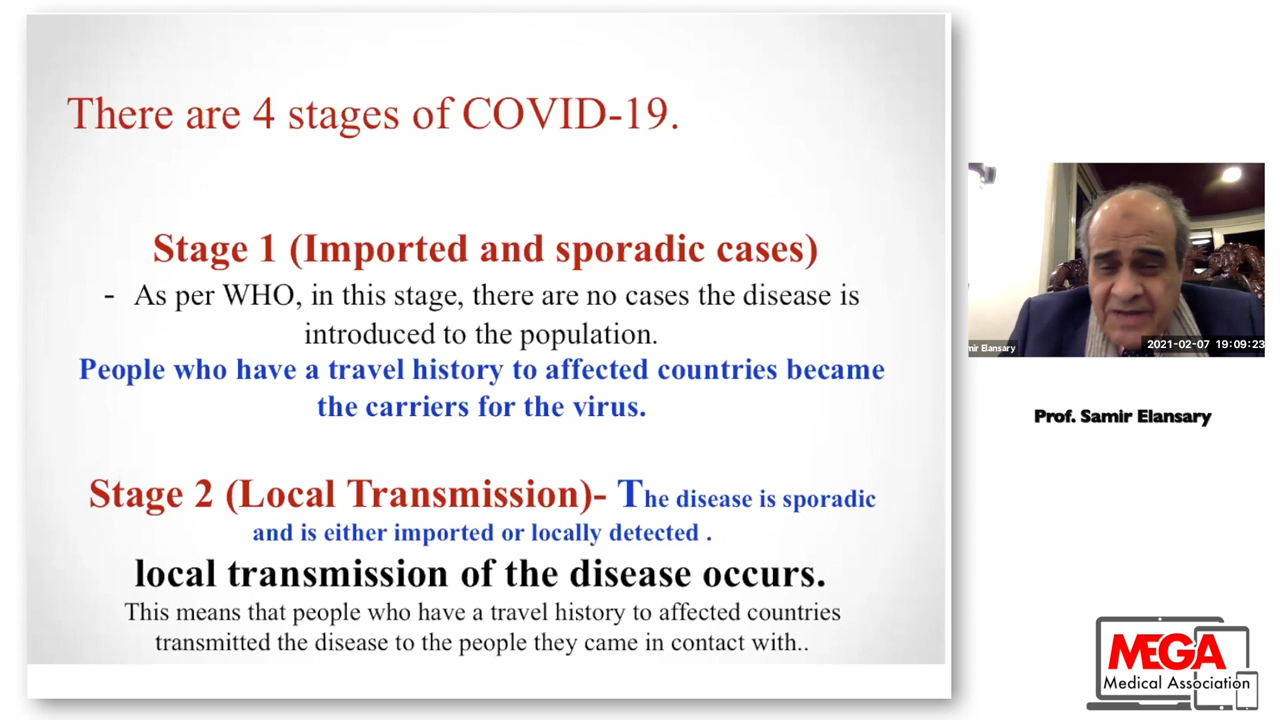 There are 4 stages of COVID-19.
Stage 1 (Imported and sporadic cases)
- As per WHO, in this stage, there are no cases the disease is
introduced to the population.
People who have a travel history to affected countries became
the carriers for the virus.
Stage 2 (Local Transmission)- The disease is sporadic
and is either imported or locally detected .
local transmission of the disease occurs.
This means that people who have a travel history to affected countries
transmitted the disease to the people they came in contact with..
mir Elansary
2021-02-07 19:09:23
Prof. Samir Elansary
MEGA
Medical Association